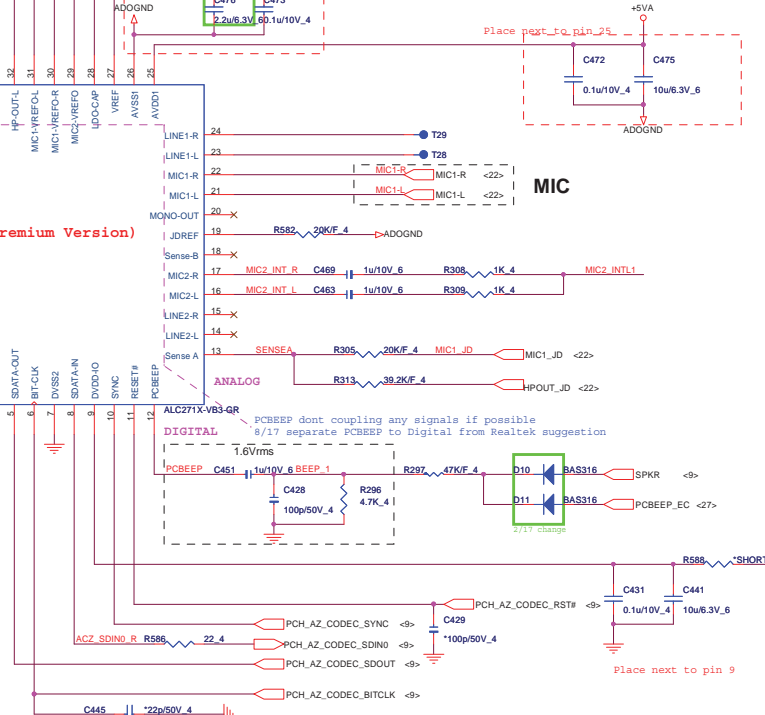 ADOGND
C478
C473
2.2u/6.3V_6
0.1u/10V_4
+5VA
Place next to pin 25
C472
C475
0.1u/10V_4
10u/6.3V_6
ADOGND
32
31
30
29
28
27
26
25
HP-OUT-L
MIC1-VREFO-L
MIC1-VREFO-R
MIC2-VREFO
LDO-CAP
VREF
AVSS1
AVDD1
LINE1-R 24 T29
LINE1-L 23 T28
MIC1-R 22 MIC1-R MIC1-R <22>
MIC1-L 21 MIC1-L MIC1-L <22>
MIC
MONO-OUT 20
remium Version)
JDREF 19 R582 20K/F_4 ADOGND
Sense-B 18
MIC2-R 17 MIC2_INT_R C469 1u/10V_6 R308 1K_4 MIC2_INTL1
MIC2-L 16 MIC2_INT_L C463 1u/10V_6 R309 1K_4
LINE2-R 15
LINE2-L 14
Sense A 13 SENSEA R305 20K/F_4 MIC1_JD MIC1_JD <22>
R313 39.2K/F_4 HPOUT_JD <22>
ANALOG
SDATA-OUT
BIT-CLK
DVSS2
SDATA-IN
DVDD-IO
SYNC
RESET#
PCBEEP
5
6
7
8
9
10
11
12
ALC271X-VB3-GR
DIGITAL
PCBEEP dont coupling any signals if possible
8/17 separate PCBEEP to Digital from Realtek suggestion
1.6Vrms
PCBEEP C451 1u/10V_6 BEEP_1 R297 47K/F_4 D10 BAS316 SPKR <9>
C428
100p/50V_4
R296
4.7K_4
D11 BAS316 PCBEEP_EC <27>
2/17 change
R588 *SHORT
C431
0.1u/10V_4
C441
10u/6.3V_6
PCH_AZ_CODEC_RST# <9>
C429
*100p/50V_4
PCH_AZ_CODEC_SYNC <9>
ACZ_SDIN0_R R586 22_4 PCH_AZ_CODEC_SDIN0 <9>
PCH_AZ_CODEC_SDOUT <9>
Place next to pin 9
PCH_AZ_CODEC_BITCLK <9>
C445 *22p/50V_4